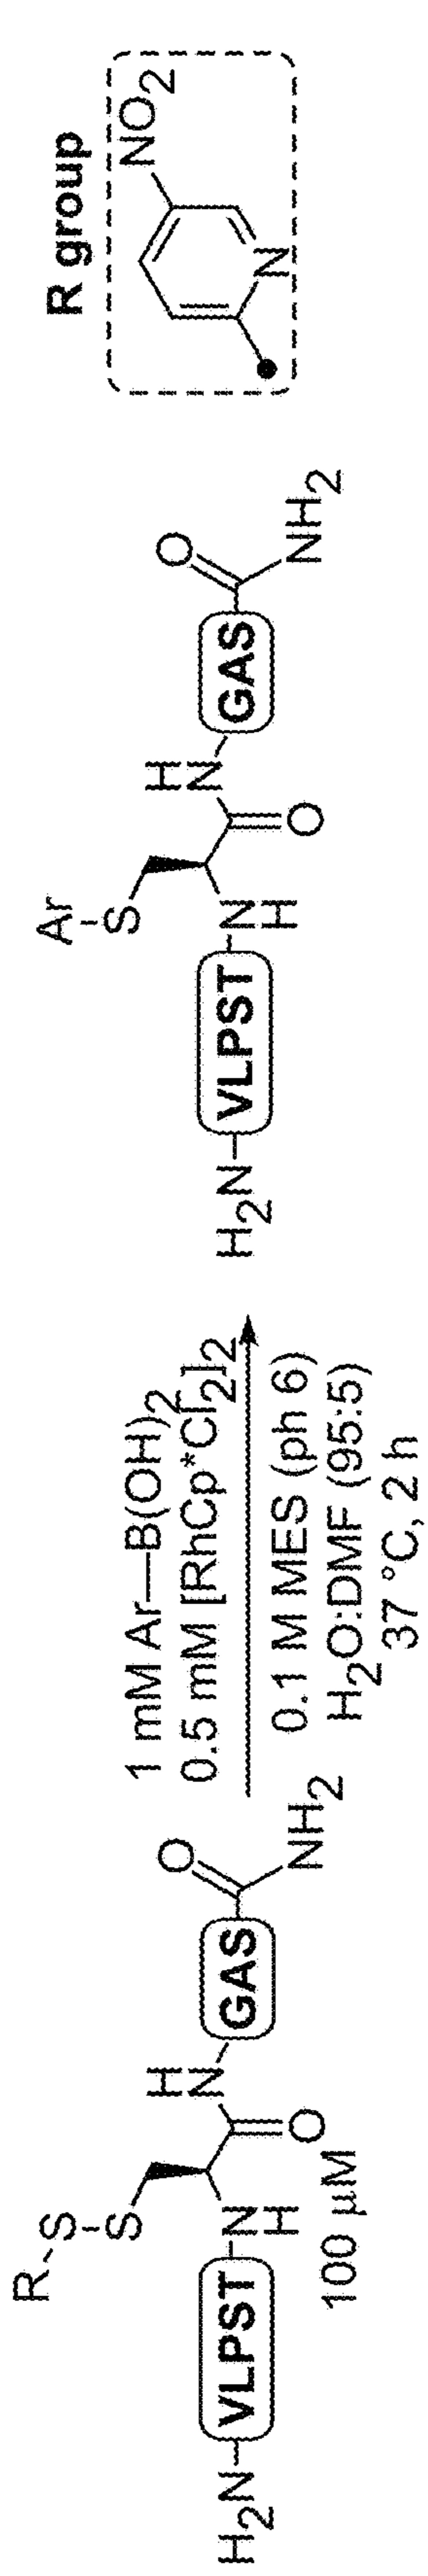 R
S
S
H₂N
VLPST
N
H
O
H
N
GAS
O
NH₂
100 μM
1 mM Ar—B(OH)₂
0.5 mM [RhCp*Cl₂]₂
0.1 M MES (ph 6)
H₂O:DMF (95:5)
37 °C, 2 h
Ar
S
H₂N
VLPST
N
H
O
H
N
GAS
O
NH₂
R group
NO₂
N